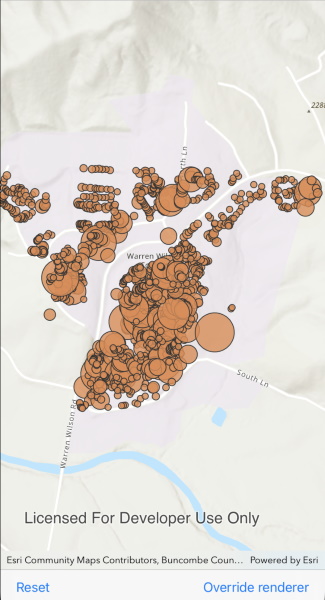 228
th Ln
Warren Wil
South Ln
Warren Wilson Rd
Licensed For Developer Use Only
Esri Community Maps Contributors, Buncombe Coun... Powered by Esri
Reset Override renderer